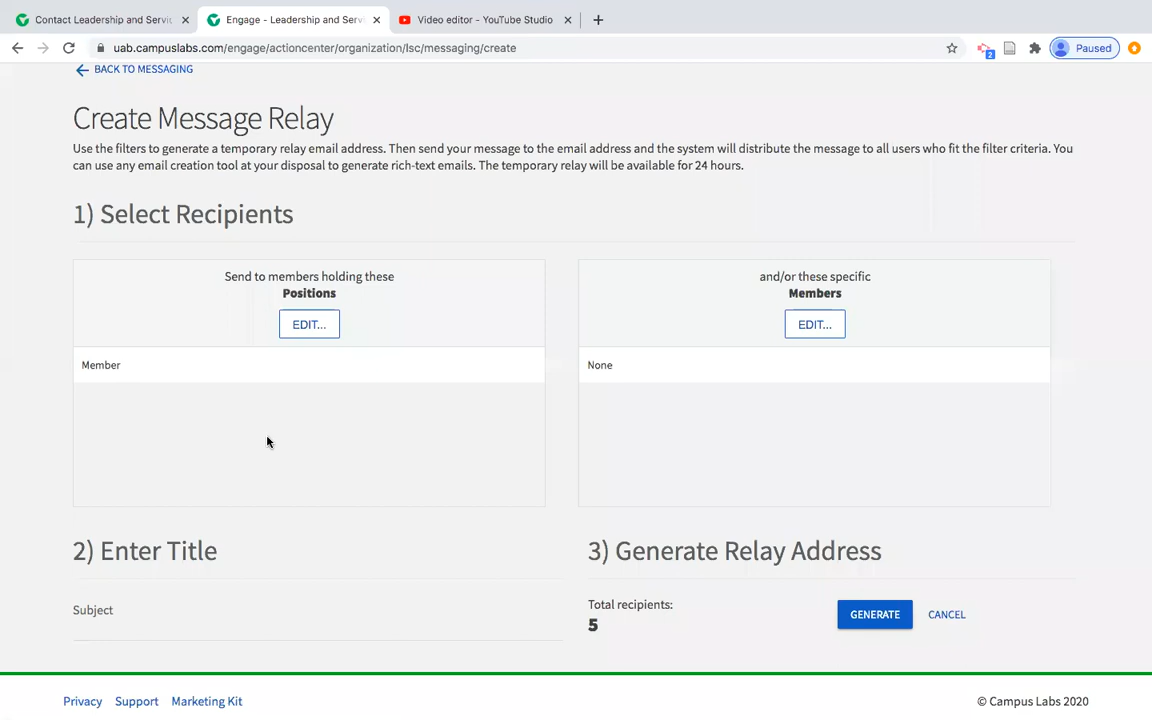 Contact Leadership and Servic
Engage - Leadership and Servi
Video editor - YouTube Studio
uab.campuslabs.com/engage/actioncenter/organization/lsc/messaging/create
2
Paused
BACK TO MESSAGING
Create Message Relay
Use the filters to generate a temporary relay email address. Then send your message to the email address and the system will distribute the message to all users who fit the filter criteria. You
can use any email creation tool at your disposal to generate rich-text emails. The temporary relay will be available for 24 hours.
1) Select Recipients
Send to members holding these
Positions
EDIT...
Member
and/or these specific
Members
EDIT...
None
2) Enter Title
Subject
3) Generate Relay Address
Total recipients:
5
GENERATE
CANCEL
Privacy Support Marketing Kit
© Campus Labs 2020